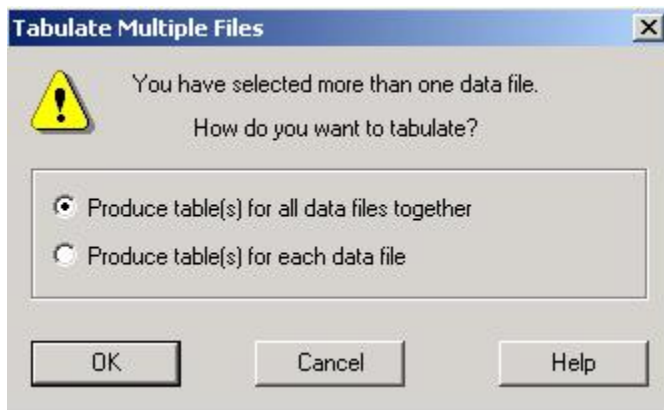 Tabulate Multiple Files
You have selected more than one data file.
How do you want to tabulate?
Produce table(s) for all data files together
Produce table(s) for each data file
OK Cancel Help